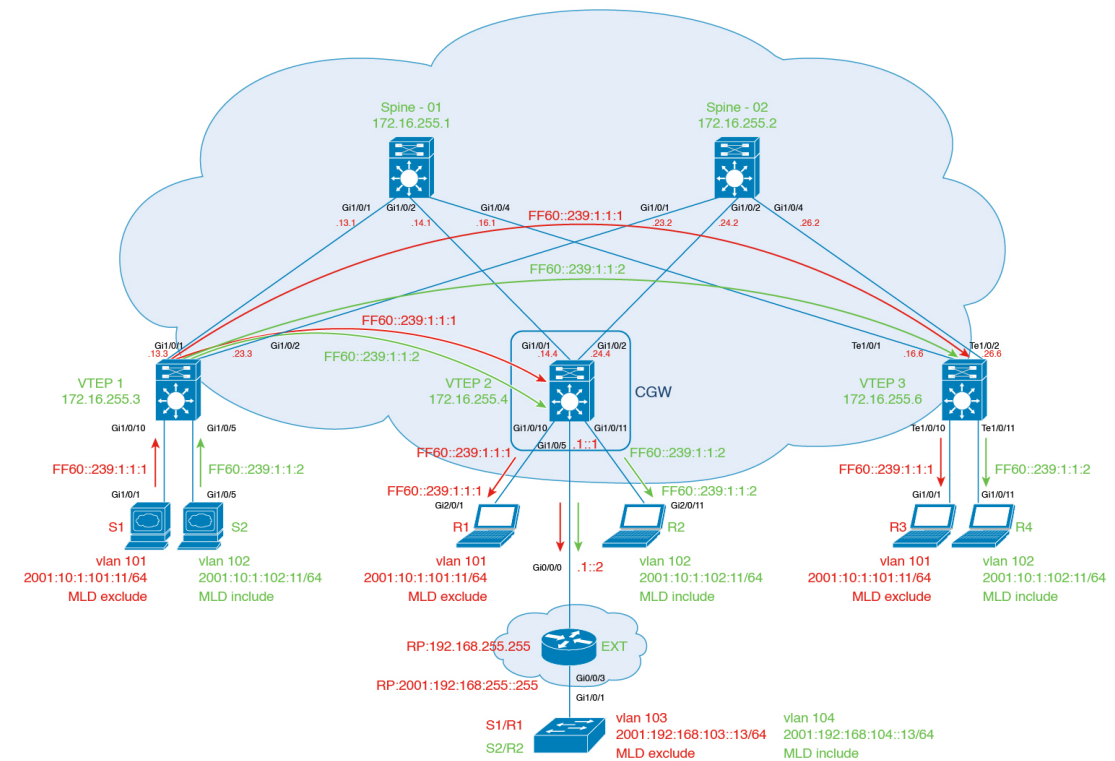 Spine - 01
172.16.255.1
Spine - 02
172.16.255.2
Gi1/0/1
Gi1/0/2
Gi1/0/4
Gi1/0/1
Gi1/0/2
Gi1/0/4
.13.1
.14.1
.16.1
FF60::239:1:1:1
.23.2
.24.2
.26.2
FF60::239:1:1:2
FF60::239:1:1:1
Gi1/0/1
Gi1/0/2
.13.3
.23.3
FF60::239:1:1:2
Gi1/0/1
Gi1/0/2
.14.4
.24.4
Te1/0/1
Te1/0/2
.16.6
.26.6
VTEP 1
172.16.255.3
VTEP 2
172.16.255.4
CGW
VTEP 3
172.16.255.6
Gi1/0/10
Gi1/0/5
Gi1/0/10
Gi1/0/11
Gi1/0/5
.1::1
Te1/0/10
Te1/0/11
FF60::239:1:1:1
FF60::239:1:1:2
FF60::239:1:1:1
FF60::239:1:1:2
FF60::239:1:1:1
FF60::239:1:1:2
FF60::239:1:1:1
FF60::239:1:1:2
Gi1/0/1
Gi1/0/5
Gi2/0/1
Gi2/0/11
Gi1/0/1
Gi1/0/11
S1
S2
R1
R2
R3
R4
vlan 101
2001:10:1:101:11/64
MLD exclude
vlan 102
2001:10:1:102:11/64
MLD include
vlan 101
2001:10:1:101:11/64
MLD exclude
Gi0/0/0
.1::2
vlan 102
2001:10:1:102:11/64
MLD include
vlan 101
2001:10:1:101:11/64
MLD exclude
vlan 102
2001:10:1:102:11/64
MLD include
RP:192.168.255.255
EXT
RP:2001:192:168:255::255
Gi0/0/3
Gi1/0/1
S1/R1
S2/R2
vlan 103
2001:192:168:103::13/64
MLD exclude
vlan 104
2001:192:168:104::13/64
MLD include